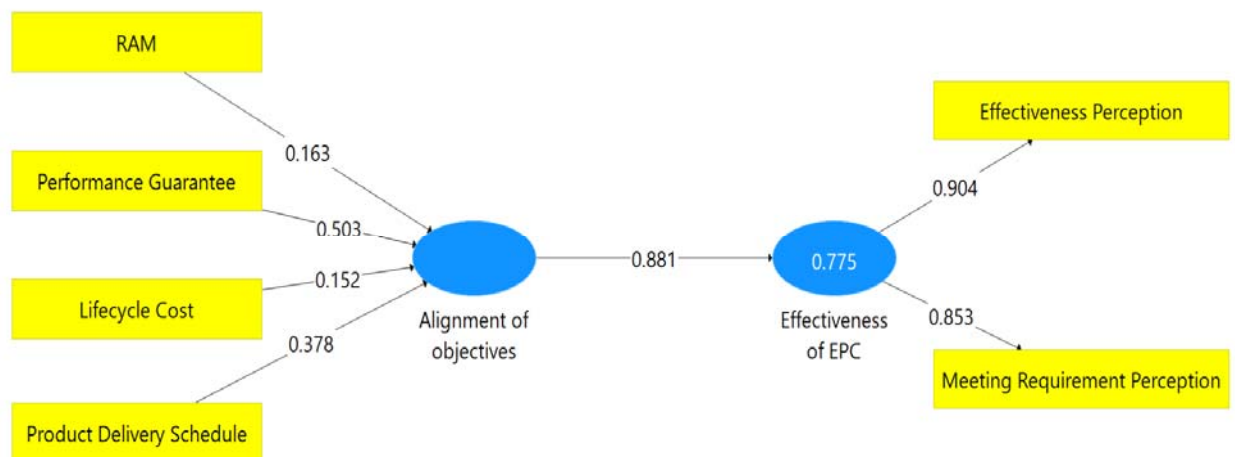 RAM
0.163
Performance Guarantee
0.503
Lifecycle Cost
0.152
Product Delivery Schedule
0.378
Alignment of
objectives
0.881
0.775
Effectiveness
of EPC
Effectiveness Perception
0.904
0.853
Meeting Requirement Perception